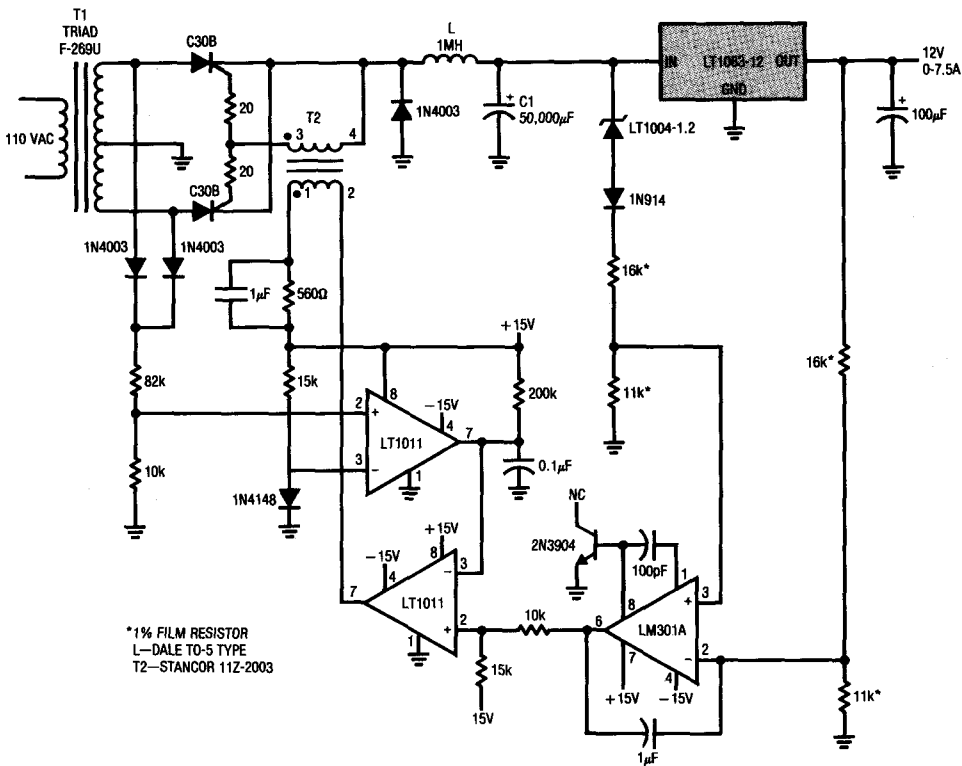 T1
TRIAD
F-269U
110 VAC
C30B
20
20
C30B
T2
3
4
1
2
1N4003
L
1MH
+
C1
50,000µF
IN
LT1083-12
OUT
GND
12V
0-7.5A
+
100µF
LT1004-1.2
1N914
16k*
11k*
16k*
11k*
1N4003
1N4003
82k
10k
1µF
560Ω
15k
1N4148
+15V
200k
0.1µF
2
+
8
-15V
4
7
LT1011
3
-
1
+15V
8
-
3
-15V
4
7
LT1011
+
2
1
10k
15k
15V
NC
2N3904
100pF
1
8
+
3
6
LM301A
-
2
7
4
+15V
-15V
1µF
*1% FILM RESISTOR
L—DALE TO-5 TYPE
T2—STANCOR 11Z-2003